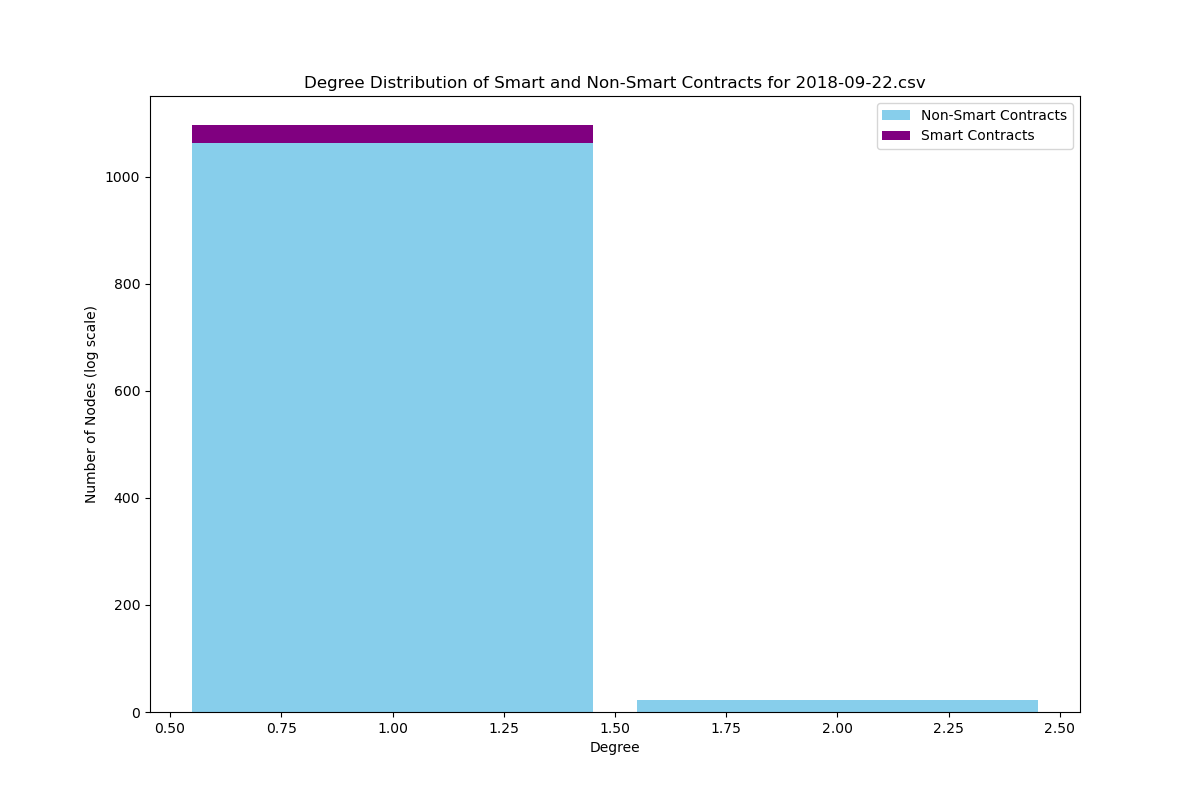 Degree Distribution of Smart and Non-Smart Contracts for 2018-09-22.csv
Non-Smart Contracts
Smart Contracts
1000
800
600
400
200
0
Number of Nodes (log scale)
0.50 0.75 1.00 1.25 1.50 1.75 2.00 2.25 2.50
Degree